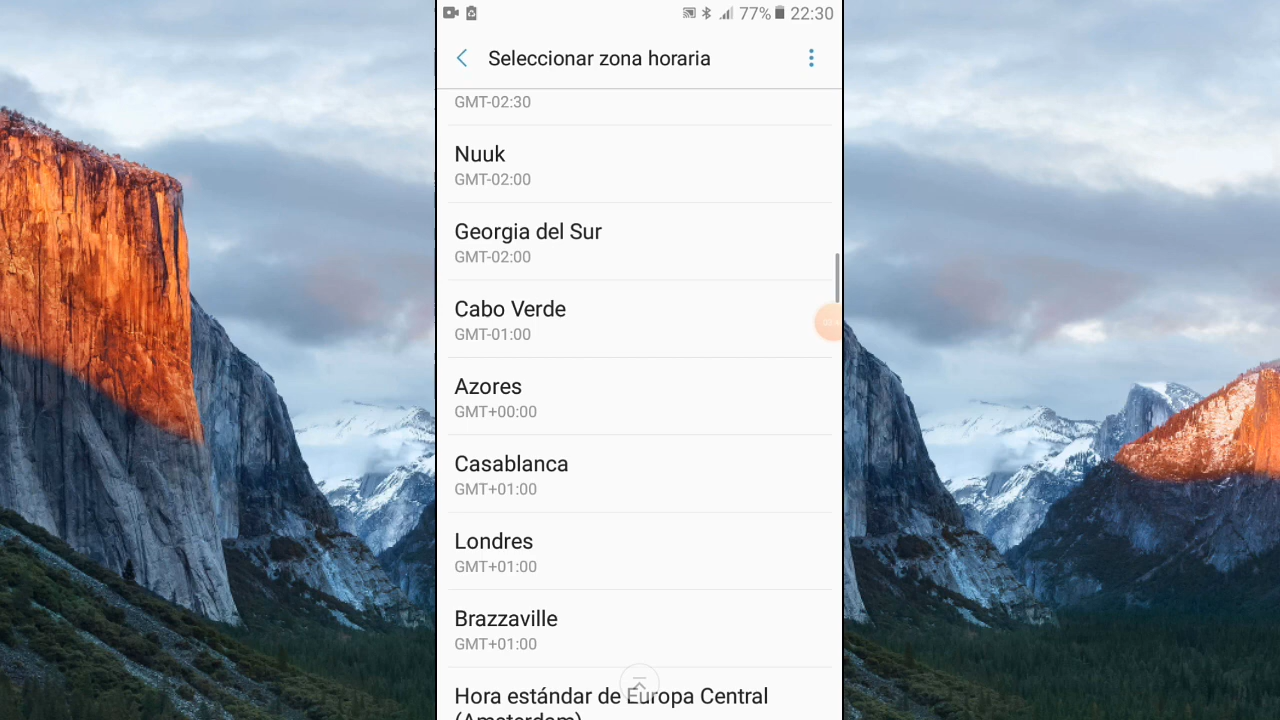 77% 22:30
Seleccionar zona horaria
GMT-02:30
Nuuk
GMT-02:00
Georgia del Sur
GMT-02:00
Cabo Verde
GMT-01:00
Azores
GMT+00:00
Casablanca
GMT+01:00
Londres
GMT+01:00
Brazzaville
GMT+01:00
Hora estándar de Europa Central
(Amsterdam)